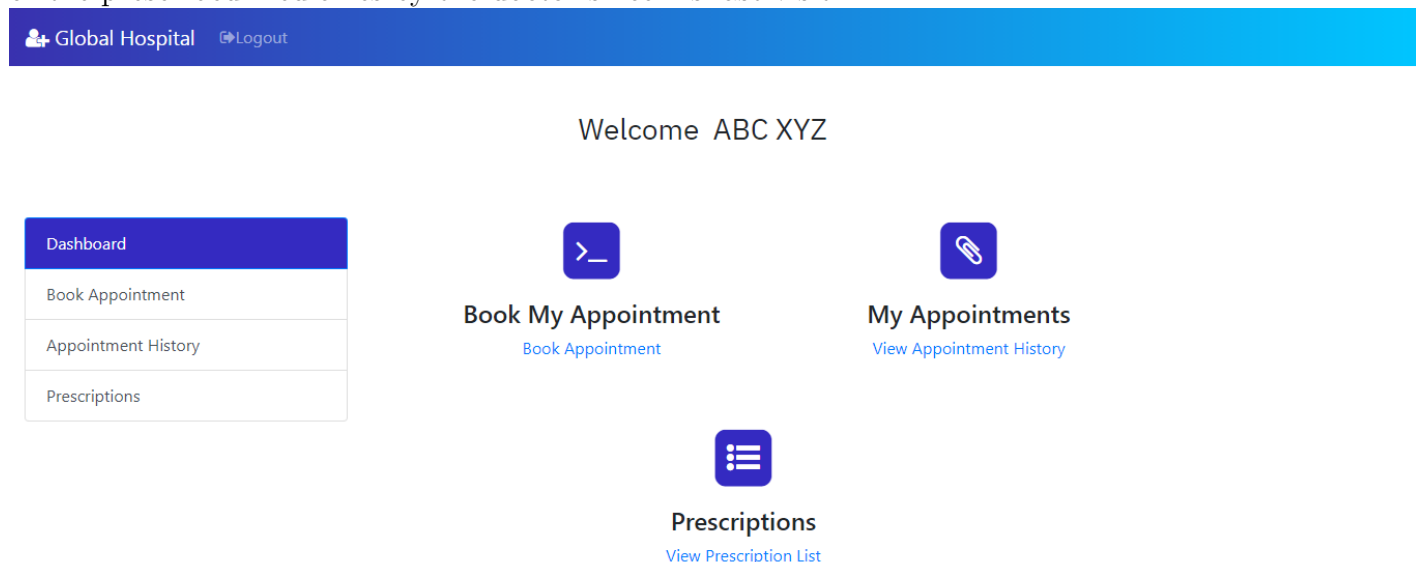 Global Hospital Logout
Welcome ABC XYZ
Dashboard
Book Appointment
Appointment History
Prescriptions
Book My Appointment
Book Appointment
My Appointments
View Appointment History
Prescriptions
View Prescription List